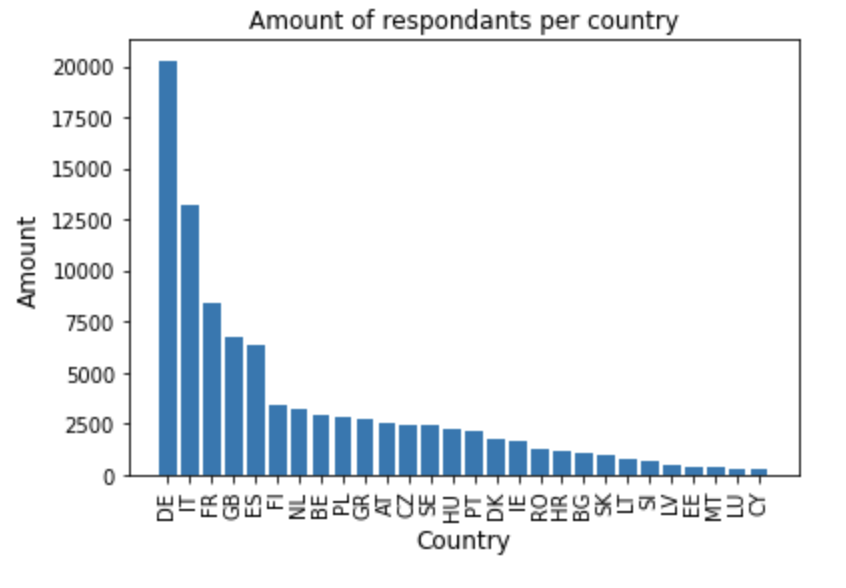 Amount of respondants per country
20000
17500
15000
12500
10000
7500
5000
2500
0
Amount
DE IT FR GB ES FI NL BE PL GR AT CZ SE HU PT DK IE RO HR BG SK LT SI LV EE MT LU CY
Country